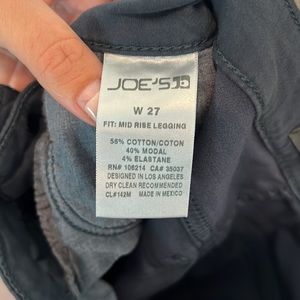 JOE'S
W 27
FIT: MID RISE LEGGING
56% COTTON/COTON
40% MODAL
4% ELASTANE
RN# 106214 CA# 35037
DESIGNED IN LOS ANGELES
DRY CLEAN RECOMMENDED
CL#142M MADE IN MEXICO